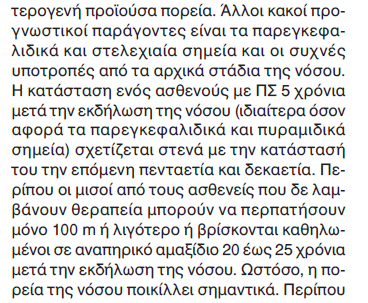 τερογενή προϊούσα πορεία. Άλλοι κακοί προ-
γνωστικοί παράγοντες είναι τα παρεγκεφα-
λιδικά και στελεχιαία σημεία και οι συχνές
υποτροπές από τα αρχικά στάδια της νόσου.
Η κατάσταση ενός ασθενούς με ΠΣ 5 χρόνια
μετά την εκδήλωση της νόσου (ιδιαίτερα όσον
αφορά τα παρεγκεφαλιδικά και πυραμιδικά
σημεία) σχετίζεται στενά με την κατάστασή
του την επόμενη πενταετία και δεκαετία. Πε-
ρίπου οι μισοί από τους ασθενείς που δε λαμ-
βάνουν θεραπεία μπορούν να περπατήσουν
μόνο 100 m ή λιγότερο ή βρίσκονται καθηλω-
μένοι σε αναπηρικό αμαξίδιο 20 έως 25 χρόνια
μετά την εκδήλωση της νόσου. Ωστόσο, η πο-
ρεία της νόσου ποικίλλει σημαντικά. Περίπου